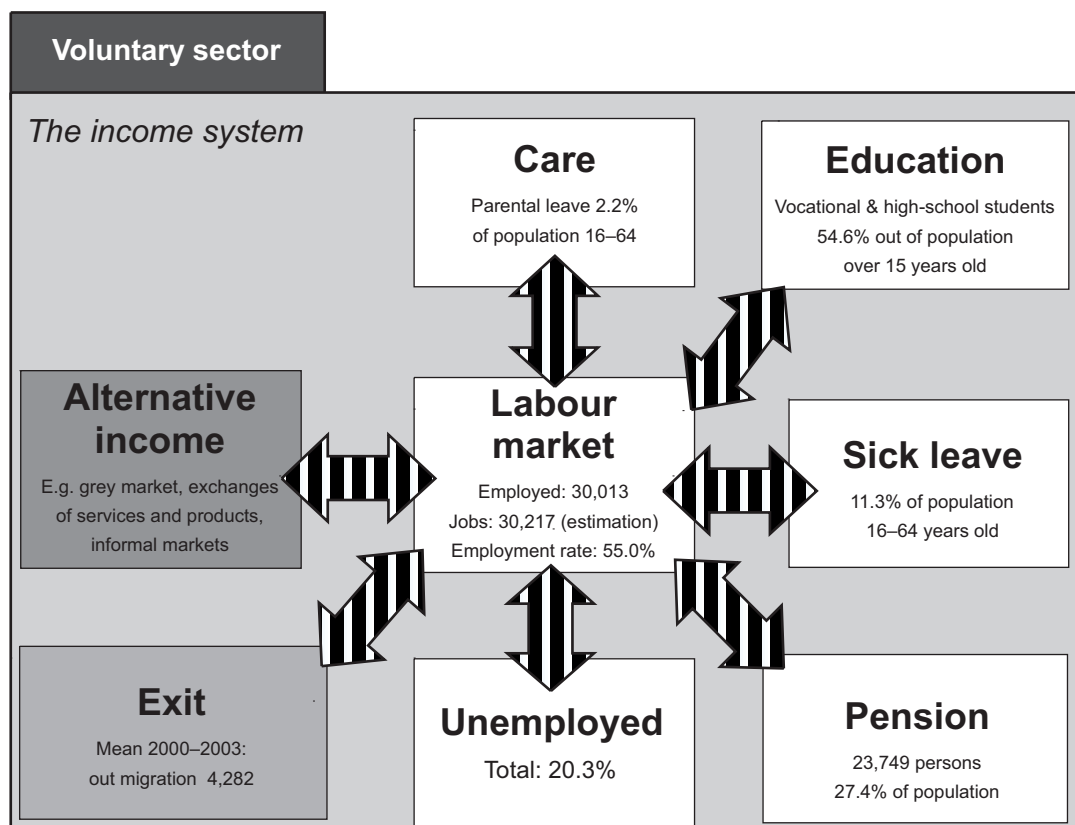 Voluntary sector
The income system
Care
Parental leave 2.2%
of population 16–64
Education
Vocational & high-school students
54.6% out of population
over 15 years old
Alternative
income
E.g. grey market, exchanges
of services and products,
informal markets
Labour
market
Employed: 30,013
Jobs: 30,217 (estimation)
Employment rate: 55.0%
Sick leave
11.3% of population
16–64 years old
Exit
Mean 2000–2003:
out migration 4,282
Unemployed
Total: 20.3%
Pension
23,749 persons
27.4% of population